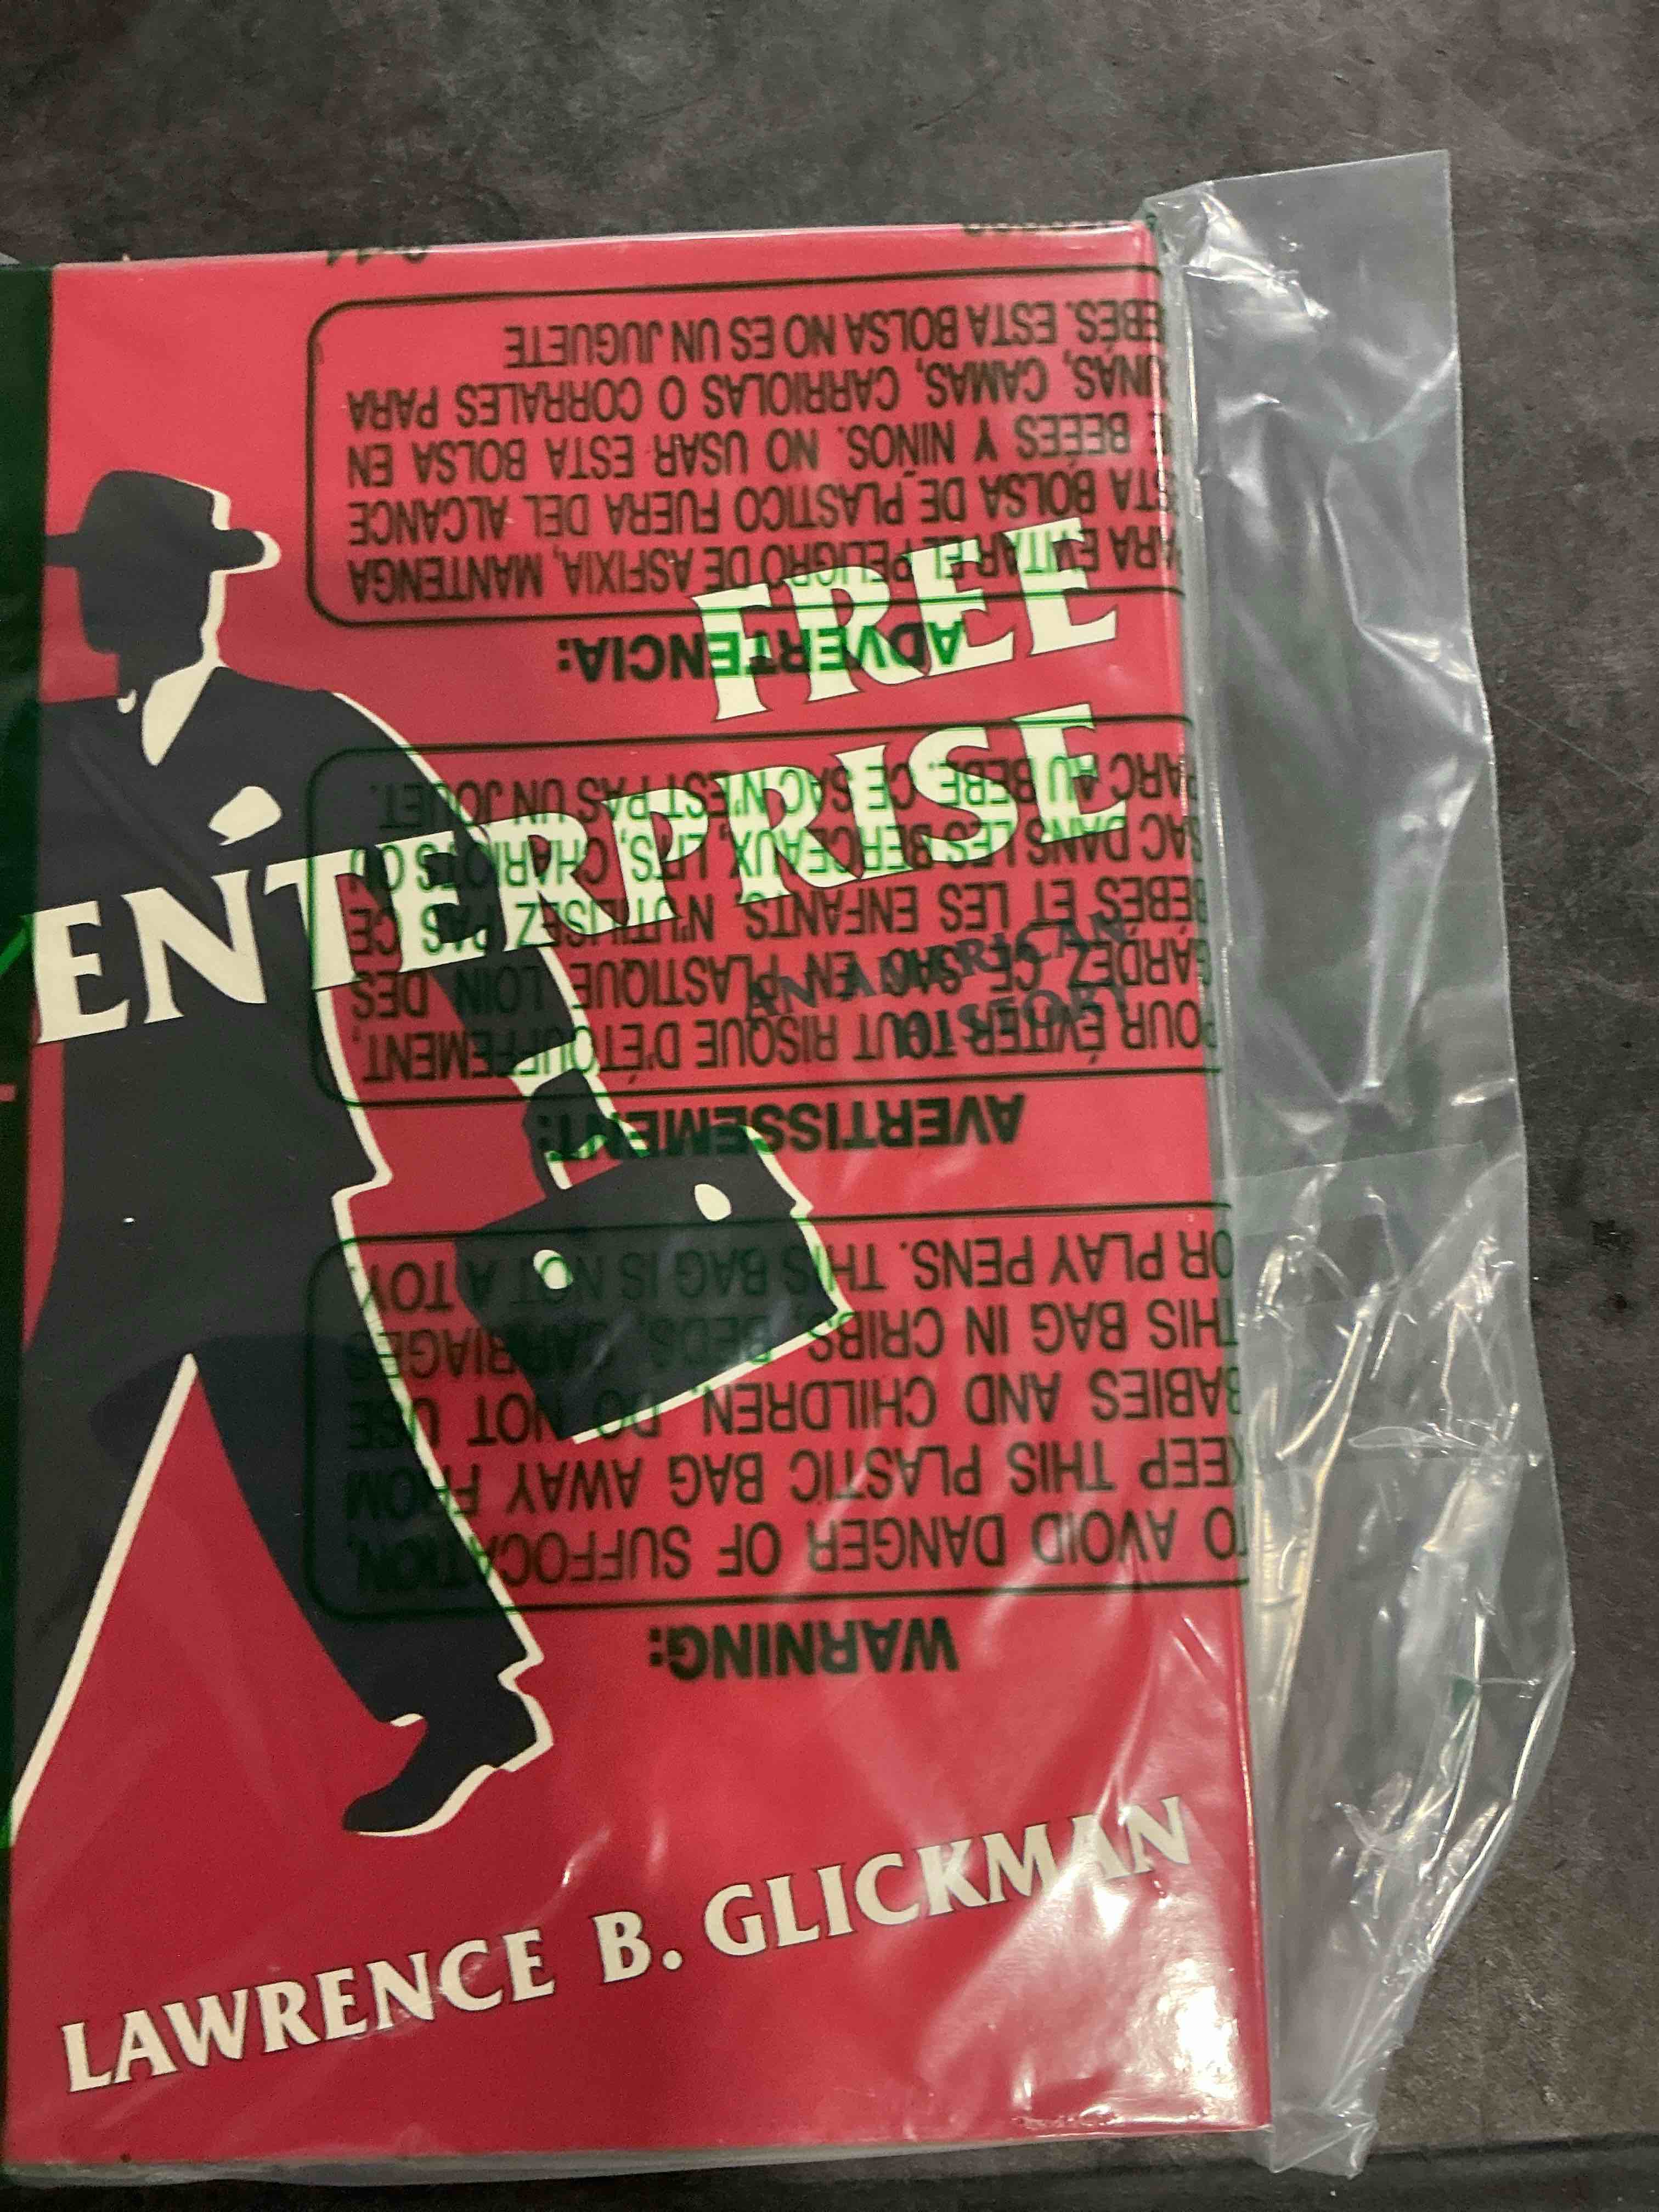 FREE
ENTERPRISE
AN AMERICAN
HISTORY
LAWRENCE B. GLICKMAN
WARNING:
TO AVOID DANGER OF SUFFOCATION,
KEEP THIS PLASTIC BAG AWAY FROM
BABIES AND CHILDREN. DO NOT USE
THIS BAG IN CRIBS, BEDS, CARRIAGES
OR PLAY PENS. THIS BAG IS NOT A TOY.
AVERTISSEMENT:
POUR ÉVITER TOUT RISQUE D'ÉTOUFFEMENT,
GARDEZ CE SAC EN PLASTIQUE LOIN DES
BÉBÉS ET LES ENFANTS. N'UTILISEZ PAS CE
SAC DANS LES BERCEAUX, LITS, CHARIOTS OU
PARC AU BÉBÉ. CE SAC N'EST PAS UN JOUET.
ADVERTENCIA:
PARA EVITAR EL PELIGRO DE ASFIXIA, MANTENGA
ESTA BOLSA DE PLASTICO FUERA DEL ALCANCE
BEEES Y NIÑOS. NO USAR ESTA BOLSA EN
UNAS, CAMAS, CARRIOLAS O CORRALES PARA
EBÉS. ESTA BOLSA NO ES UN JUGUETE